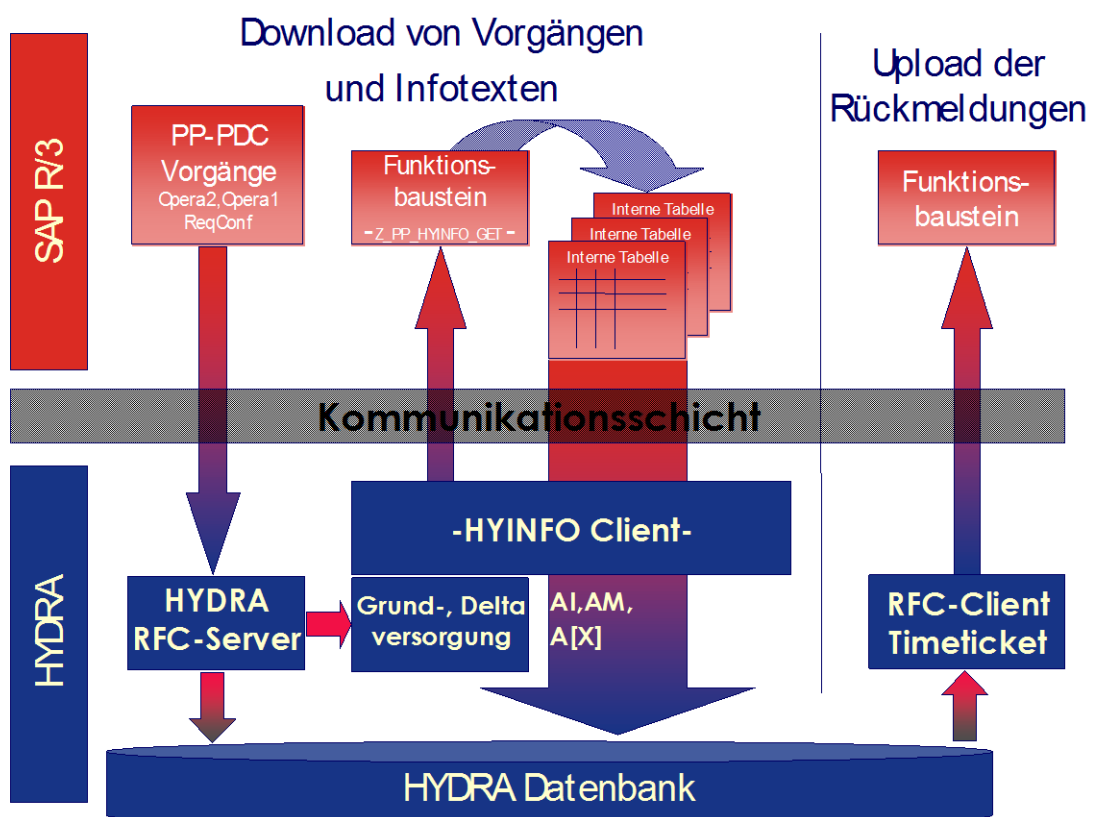 Download von Vorgängen
und Infotexten
Upload der
Rückmeldungen
SAP R/3
PP-PDC
Vorgänge
Opera2,Opera1
ReqConf
Funktions-
baustein
-Z_PP_HYINFO_GET -
Interne Tabelle
Interne Tabelle
Interne Tabelle
Funktions-
baustein
Kommunikationsschicht
HYDRA
-HYINFO Client-
HYDRA
RFC-Server
Grund-, Delta
versorgung
AI,AM,
A[X]
RFC-Client
Timeticket
HYDRA Datenbank